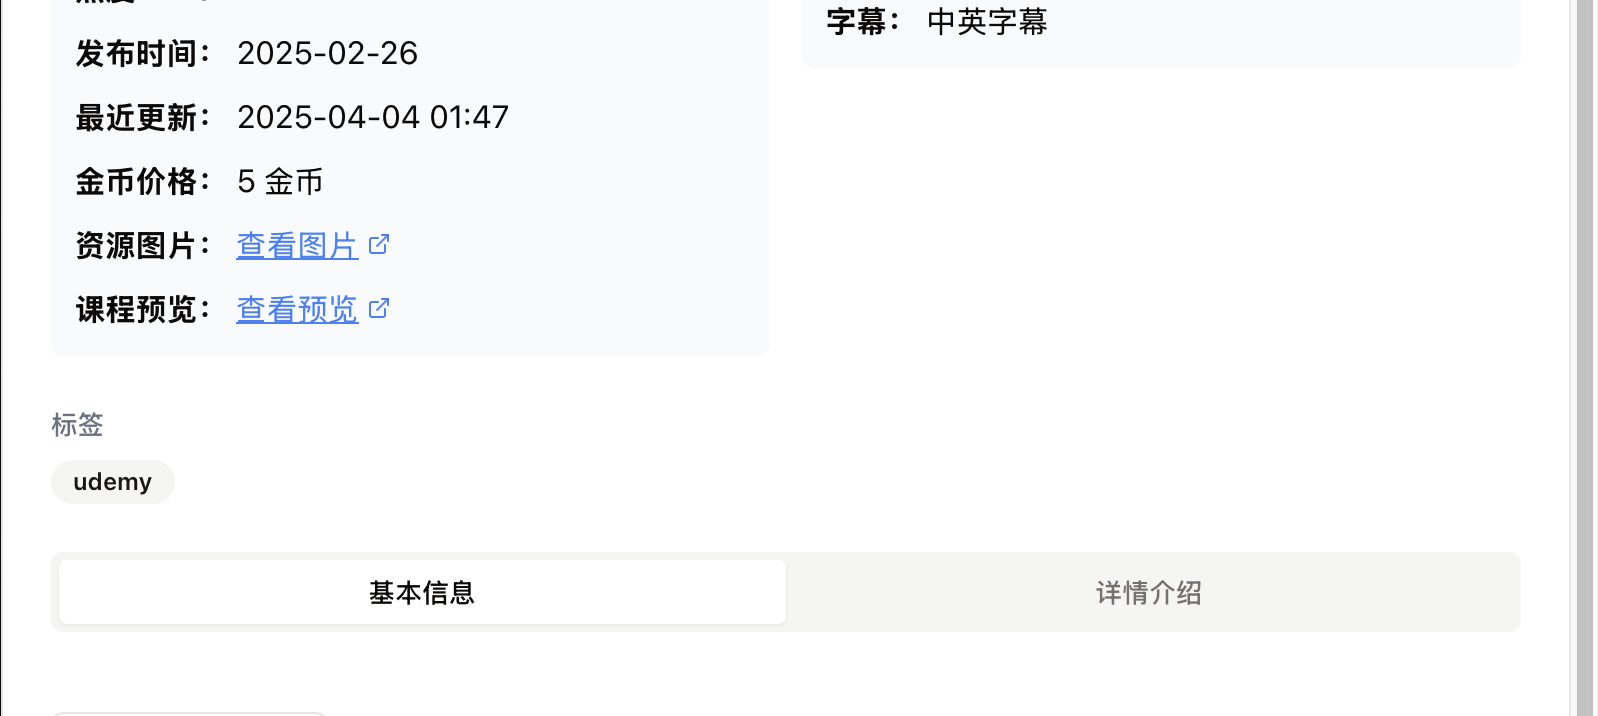 字幕： 中英字幕
发布时间： 2025-02-26
最近更新： 2025-04-04 01:47
金币价格： 5 金币
资源图片： 查看图片
课程预览： 查看预览
标签
udemy
基本信息
详情介绍